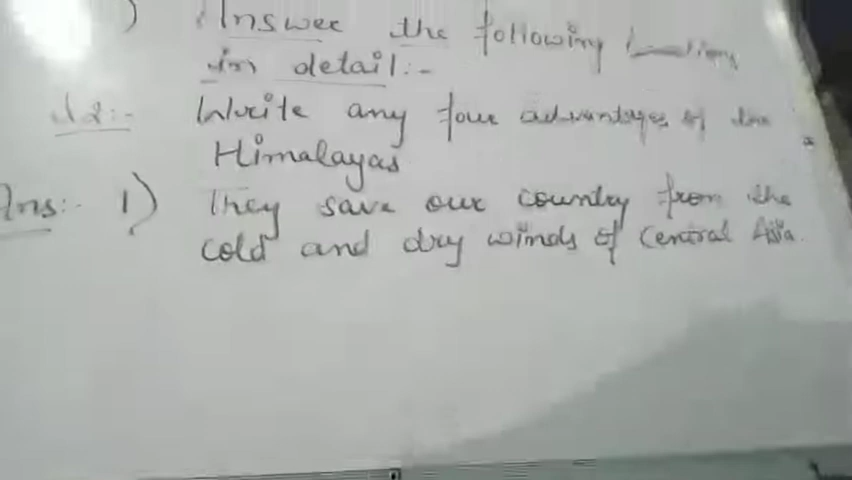 ) Answer the following
in detail:-
Q2:- Write any four advantages of the
Himalayas
Ans:- 1) They save our country from the
cold and dry winds of Central Asia.